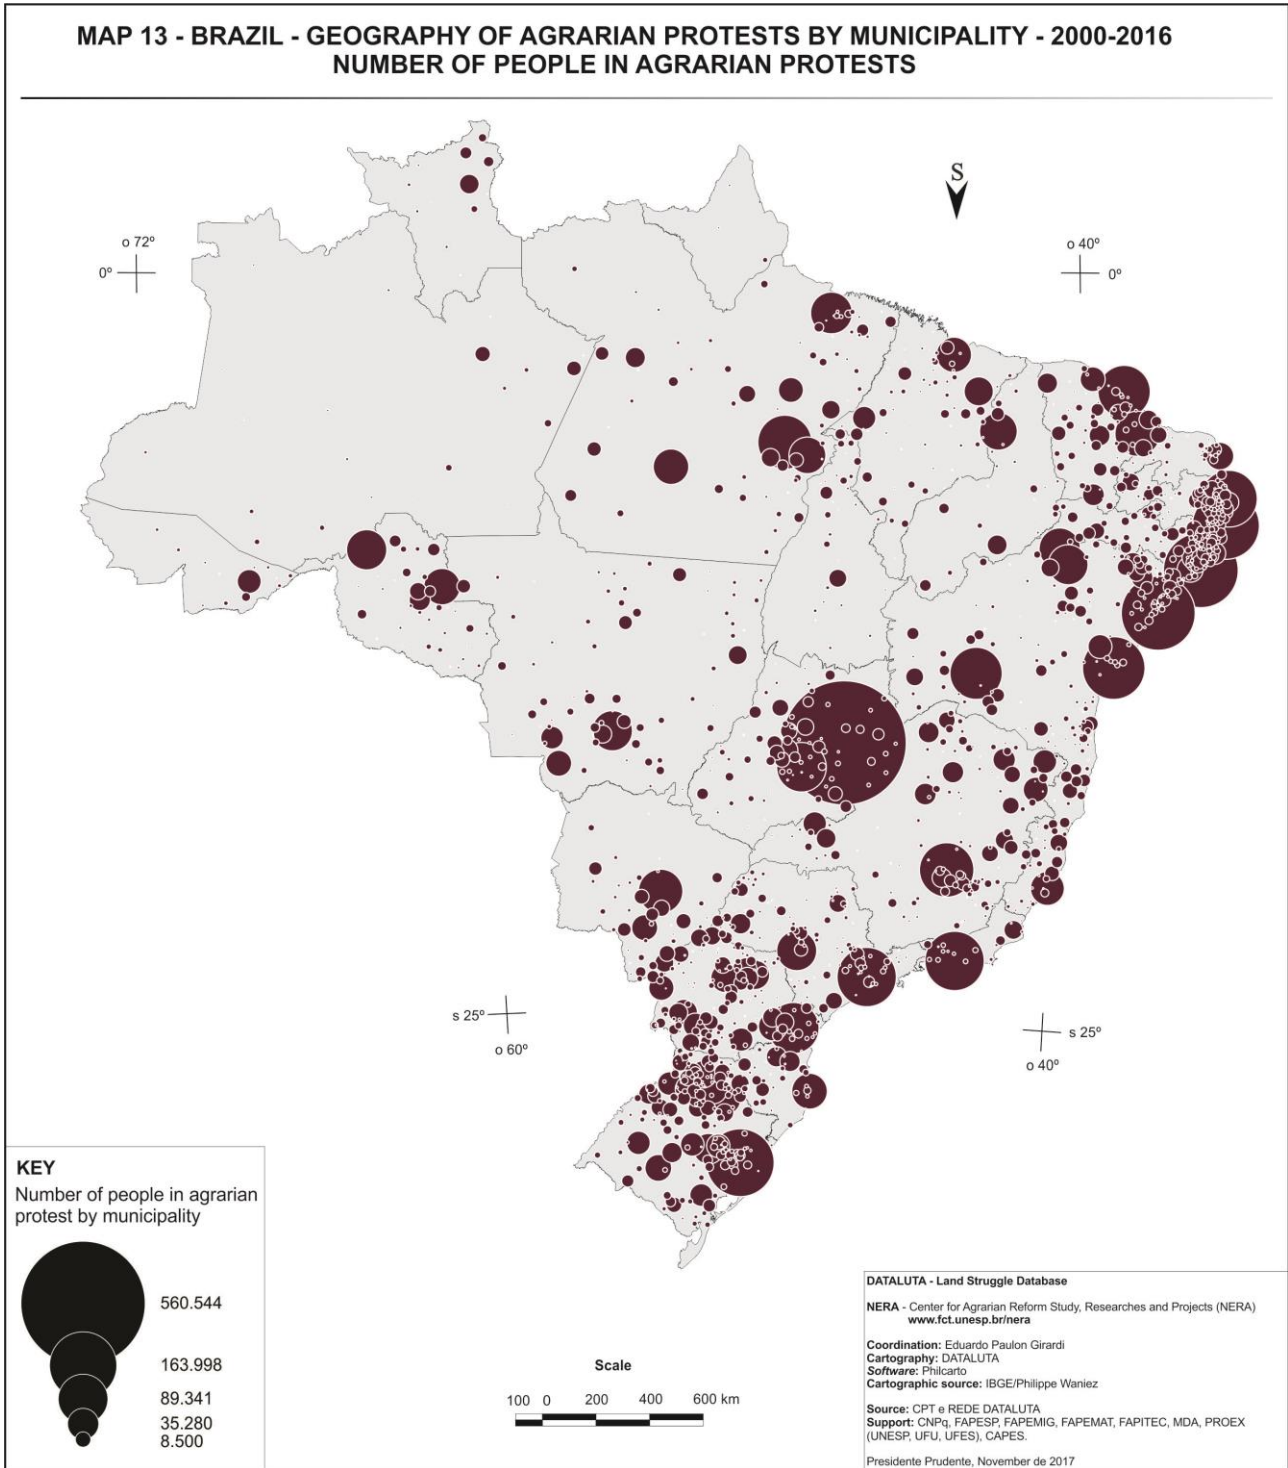 MAP 13 - BRAZIL - GEOGRAPHY OF AGRARIAN PROTESTS BY MUNICIPALITY - 2000-2016
NUMBER OF PEOPLE IN AGRARIAN PROTESTS
S
o 72º
0º
o 40º
0º
s 25º
o 60º
s 25º
o 40º
KEY
Number of people in agrarian
protest by municipality
560.544
163.998
89.341
35.280
8.500
Scale
100 0 200 400 600 km
DATALUTA - Land Struggle Database
NERA - Center for Agrarian Reform Study, Researches and Projects (NERA)
www.fct.unesp.br/nera
Coordination: Eduardo Paulon Girardi
Cartography: DATALUTA
Software: Philcarto
Cartographic source: IBGE/Philippe Waniez
Source: CPT e REDE DATALUTA
Support: CNPq, FAPESP, FAPEMIG, FAPEMAT, FAPITEC, MDA, PROEX
(UNESP, UFU, UFES), CAPES.
Presidente Prudente, November de 2017